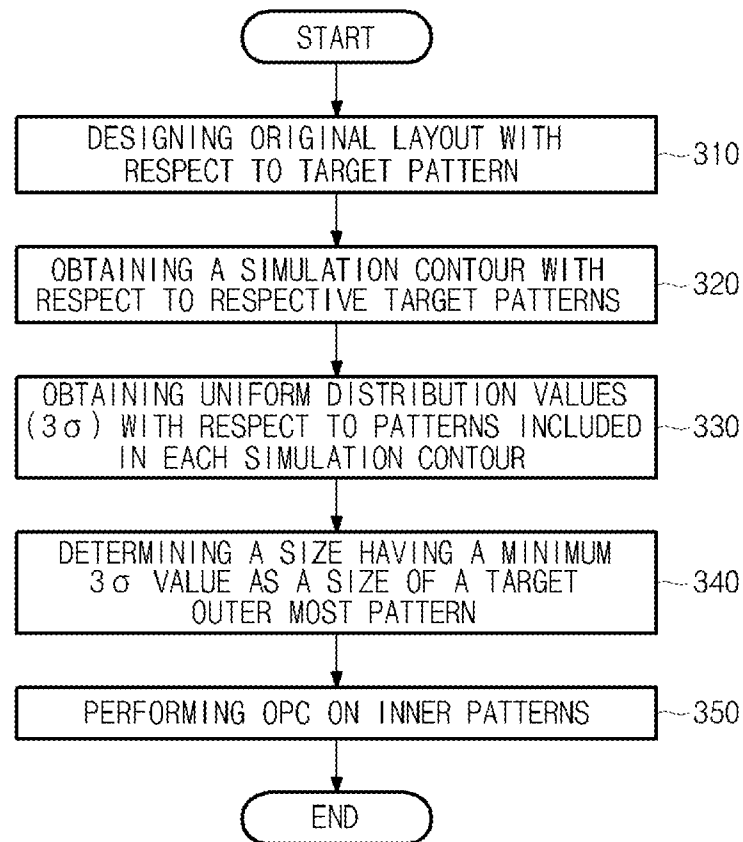 START
DESIGNING ORIGINAL LAYOUT WITH
RESPECT TO TARGET PATTERN
310
OBTAINING A SIMULATION CONTOUR WITH
RESPECT TO RESPECTIVE TARGET PATTERNS
320
OBTAINING UNIFORM DISTRIBUTION VALUES
(3σ) WITH RESPECT TO PATTERNS INCLUDED
IN EACH SIMULATION CONTOUR
330
DETERMINING A SIZE HAVING A MINIMUM
3σ VALUE AS A SIZE OF A TARGET
OUTER MOST PATTERN
340
PERFORMING OPC ON INNER PATTERNS
350
END